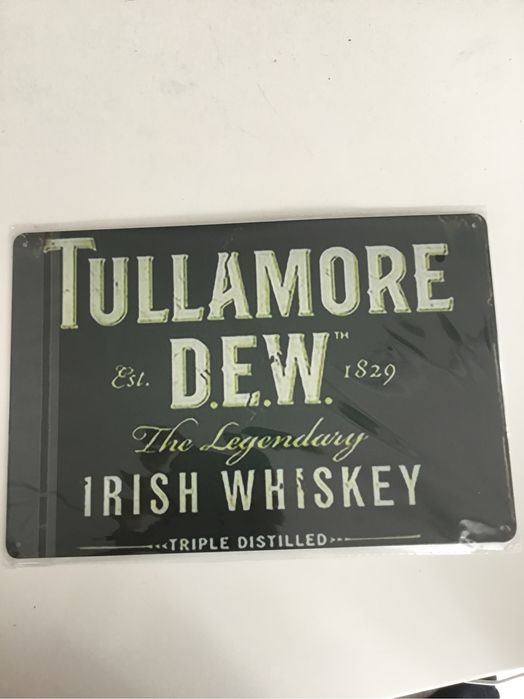 TULLAMORE
D.E.W.™
Est. 1829
The Legendary
IRISH WHISKEY
TRIPLE DISTILLED